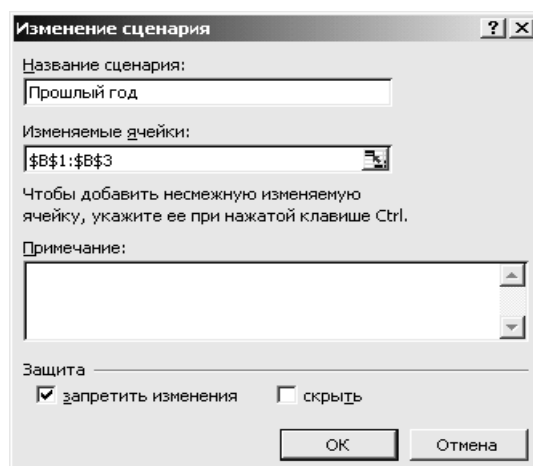 Изменение сценария
Название сценария:
Прошлый год
Изменяемые ячейки:
$B$1:$B$3
Чтобы добавить несмежную изменяемую
ячейку, укажите ее при нажатой клавише Ctrl.
Примечание:
Защита
запретить изменения скрыть
ОК Отмена